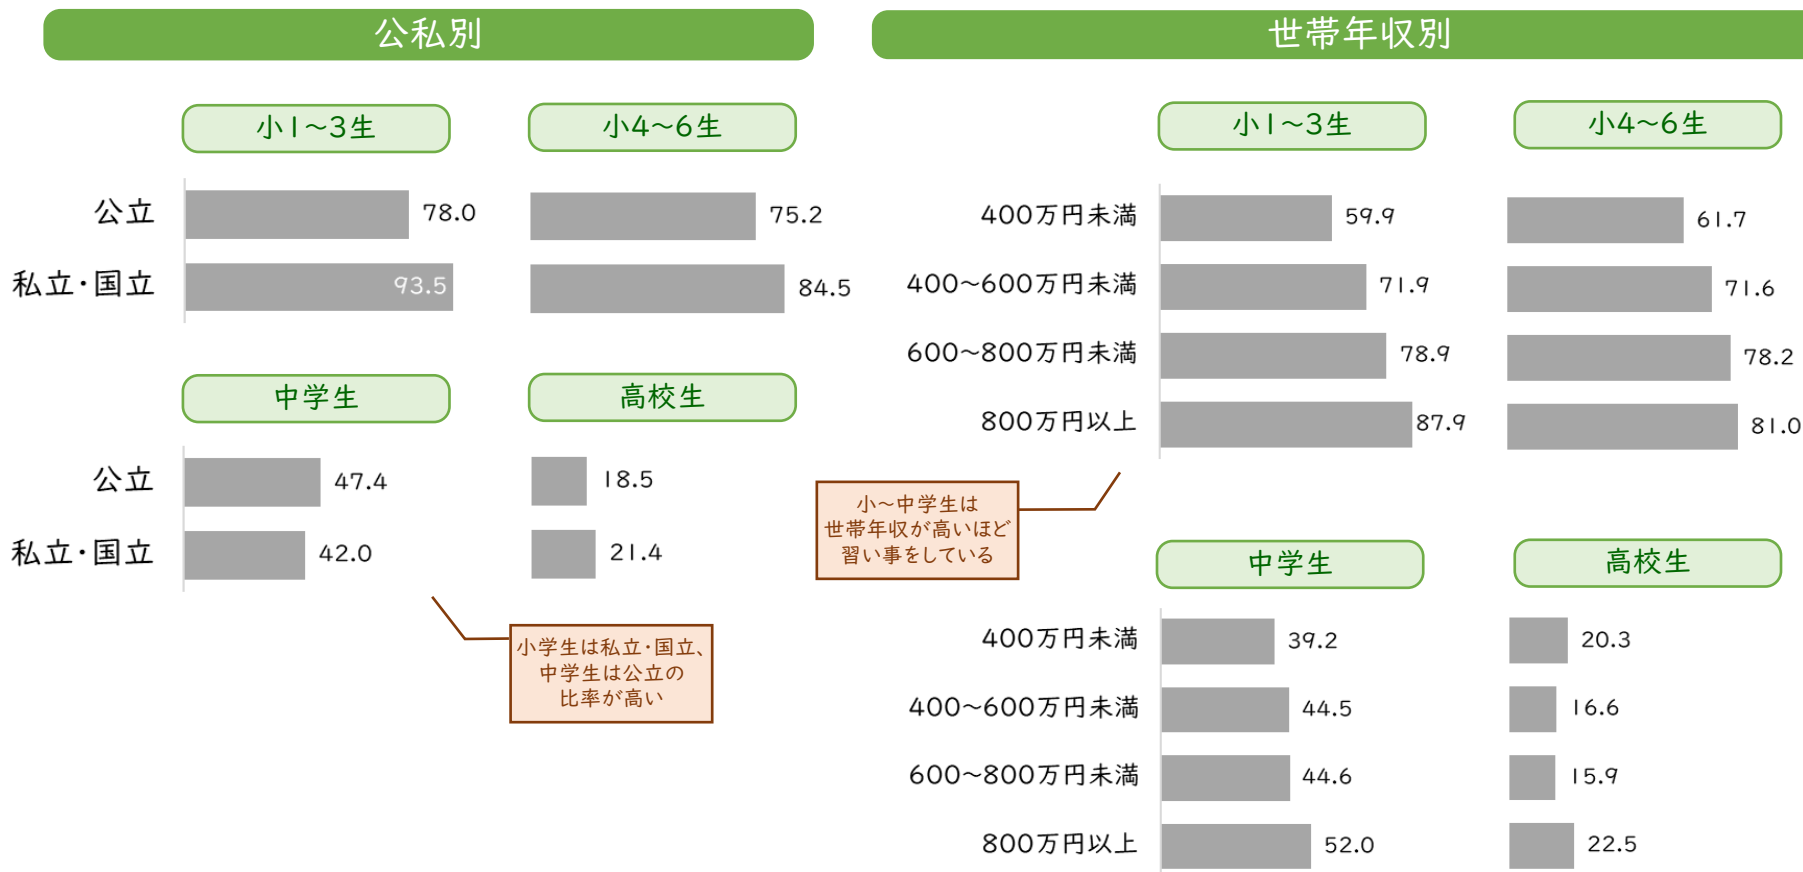 公私別
小1～3生
小4～6生
公立
78.0
75.2
私立・国立
93.5
84.5
中学生
高校生
公立
47.4
18.5
私立・国立
42.0
21.4
小学生は私立・国立、
中学生は公立の
比率が高い
世帯年収別
小1～3生
小4～6生
400万円未満
59.9
61.7
400～600万円未満
71.9
71.6
600～800万円未満
78.9
78.2
800万円以上
87.9
81.0
小～中学生は
世帯年収が高いほど
習い事をしている
中学生
高校生
400万円未満
39.2
20.3
400～600万円未満
44.5
16.6
600～800万円未満
44.6
15.9
800万円以上
52.0
22.5